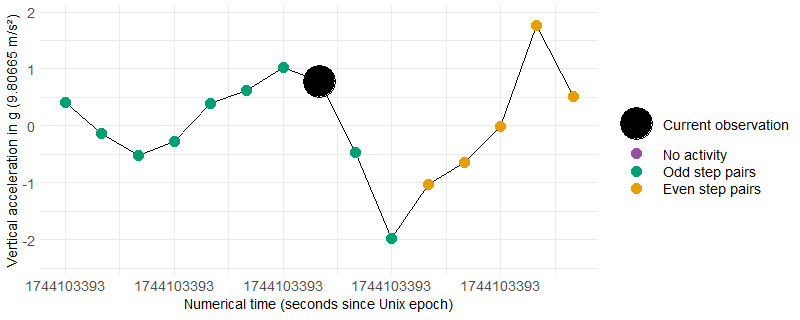 Vertical acceleration in g (9.80665 m/s²)
2
1
0
-1
-2
1744103393 1744103393 1744103393 1744103393 1744103393
Numerical time (seconds since Unix epoch)
Current observation
No activity
Odd step pairs
Even step pairs